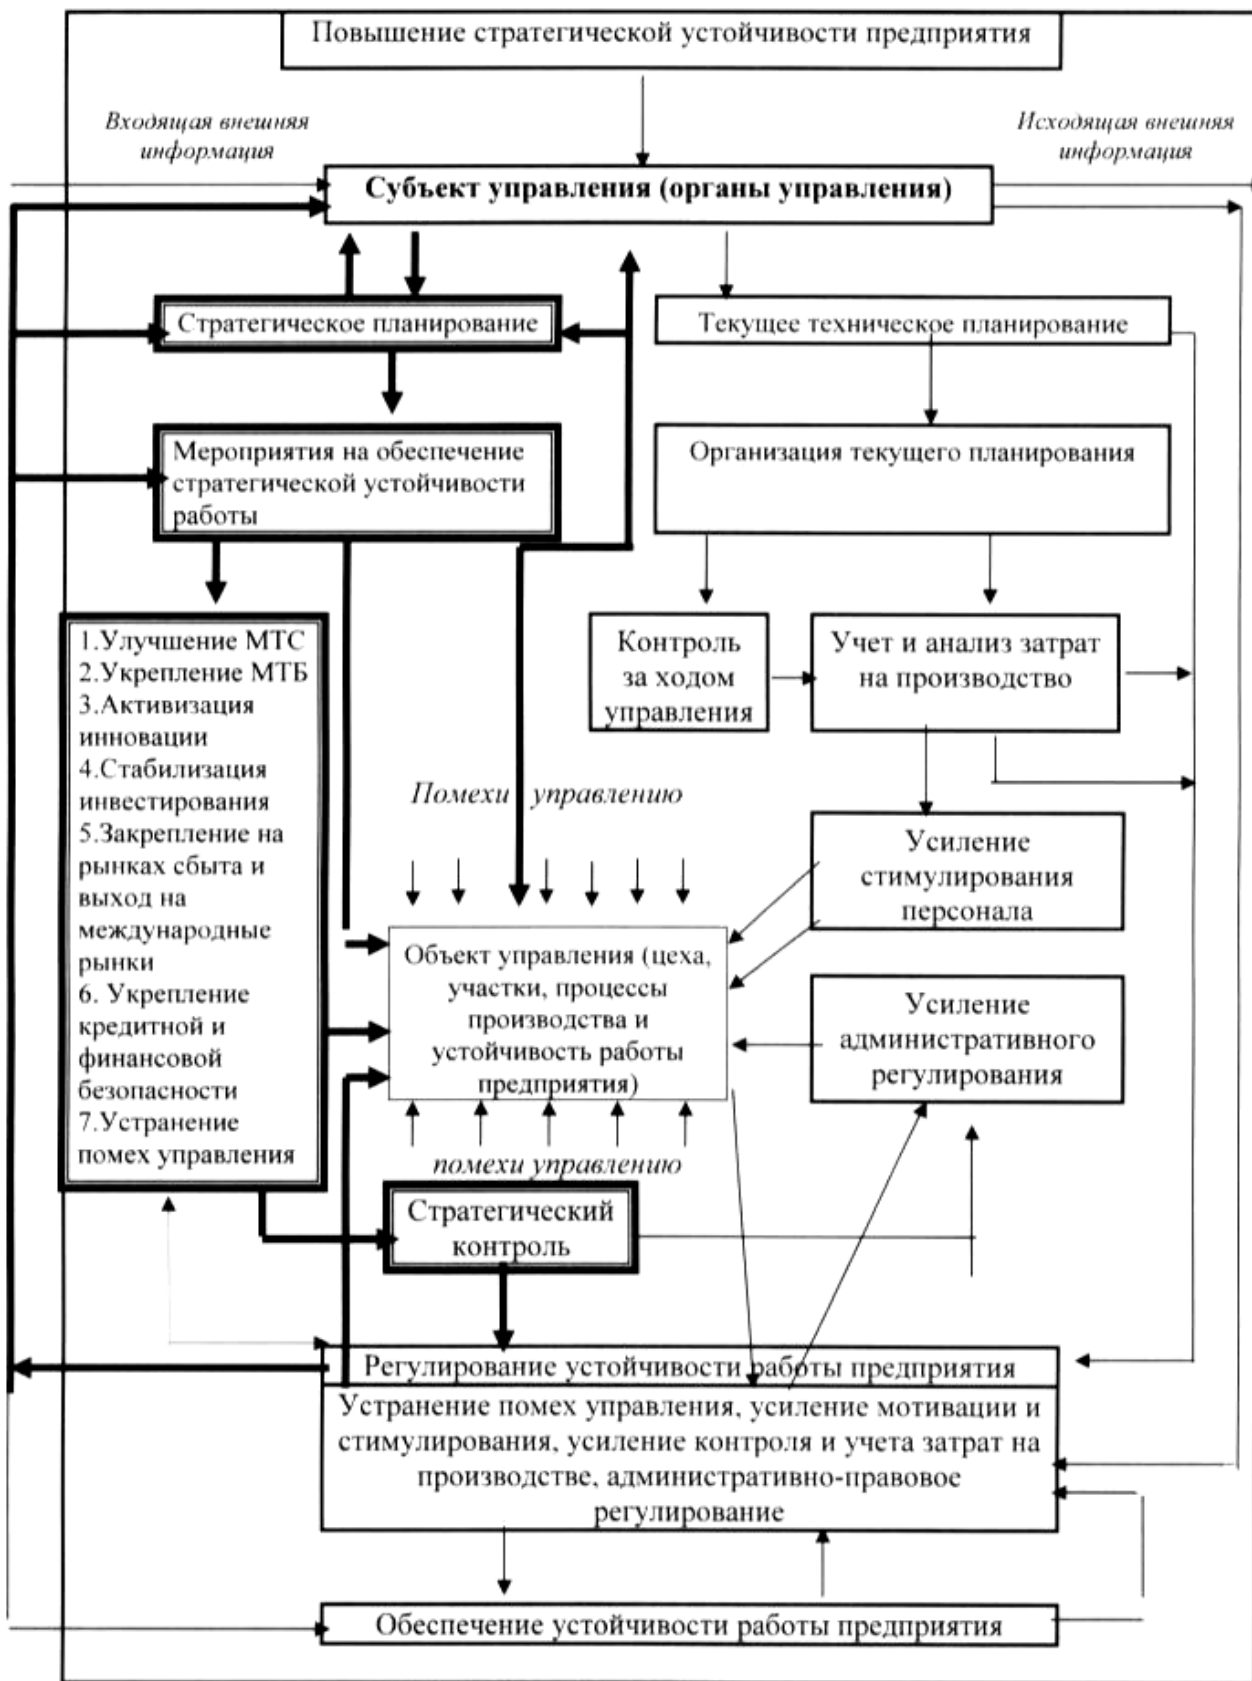 Повышение стратегической устойчивости предприятия
Входящая внешняя
информация
Исходящая внешняя
информация
Субъект управления (органы управления)
Стратегическое планирование
Текущее техническое планирование
Мероприятия на обеспечение
стратегической устойчивости
работы
Организация текущего планирования
1.Улучшение МТС
2.Укрепление МТБ
3.Активизация
инновации
4.Стабилизация
инвестирования
5.Закрепление на
рынках сбыта и
выход на
международные
рынки
6. Укрепление
кредитной и
финансовой
безопасности
7.Устранение
помех управления
Контроль
за ходом
управления
Учет и анализ затрат
на производство
Помехи управлению
Усиление
стимулирования
персонала
Объект управления (цеха,
участки, процессы
производства и
устойчивость работы
предприятия)
Усиление
административного
регулирования
помехи управлению
Стратегический
контроль
Регулирование устойчивости работы предприятия
Устранение помех управления, усиление мотивации и
стимулирования, усиление контроля и учета затрат на
производстве, административно-правовое
регулирование
Обеспечение устойчивости работы предприятия